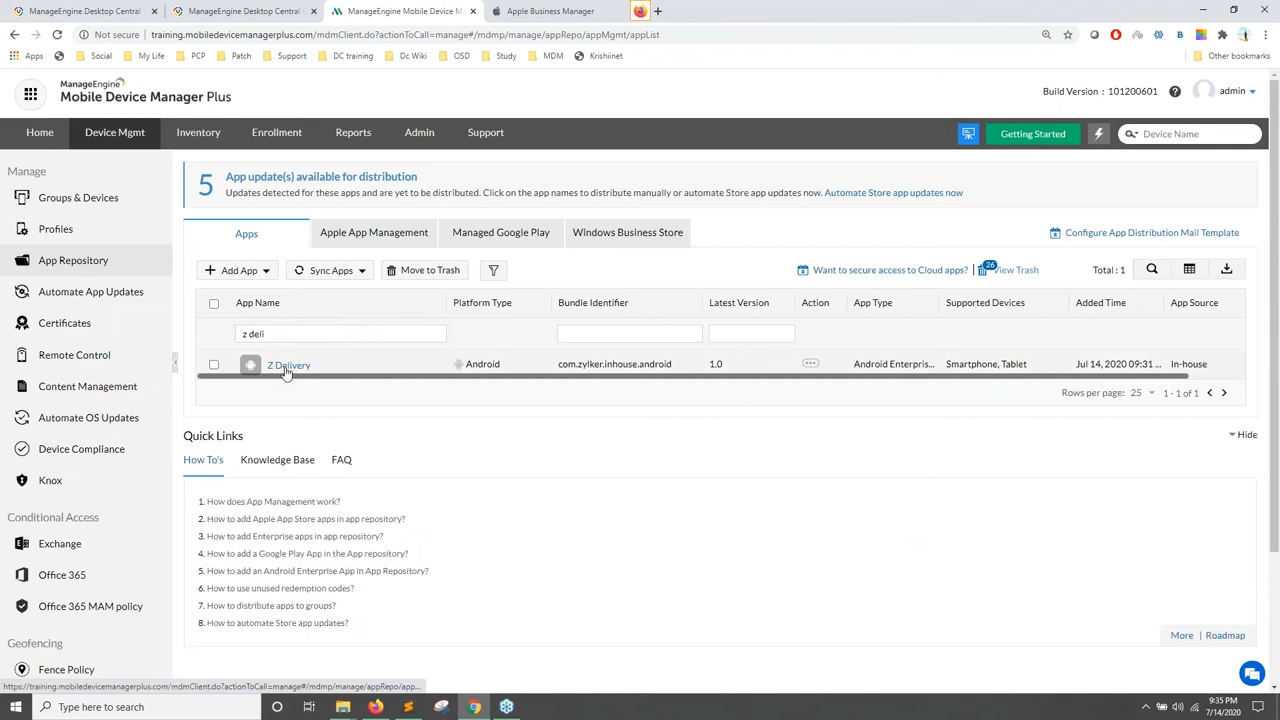 ManageEngine Desktop Central
ManageEngine Desktop Central
ManageEngine Mobile Device M
Apple Business Manager
Not secure
training.mobiledevicemanagerplus.com/mdmClient.do?actionToCall=manage#/mdmp/manage/appRepo/appMgmt/appList
Apps
Social
My Life
PCP
Patch
Support
DC training
Dc Wiki
OSD
Study
MDM
Krishiinet
Other bookmarks
ManageEngine
Mobile Device Manager Plus
Build Version : 101200601
admin
Home
Device Mgmt
Inventory
Enrollment
Reports
Admin
Support
Getting Started
Device Name
Manage
Groups & Devices
Profiles
App Repository
Automate App Updates
Certificates
Remote Control
Content Management
Automate OS Updates
Device Compliance
Knox
Conditional Access
Exchange
Office 365
Office 365 MAM policy
Geofencing
Fence Policy
5
App update(s) available for distribution
Updates detected for these apps and are yet to be distributed. Click on the app names to distribute manually or automate Store app updates now. Automate Store app updates now
Apps
Apple App Management
Managed Google Play
Windows Business Store
Configure App Distribution Mail Template
Add App
Sync Apps
Move to Trash
Want to secure access to Cloud apps?
26
View Trash
Total : 1
App Name
Platform Type
Bundle Identifier
Latest Version
Action
App Type
Supported Devices
Added Time
App Source
z deli
Z Delivery
Android
com.zylker.inhouse.android
1.0
Android Enterpris...
Smartphone, Tablet
Jul 14, 2020 09:31 ...
In-house
Rows per page: 25
1 - 1 of 1
Quick Links
Hide
How To's
Knowledge Base
FAQ
1. How does App Management work?
2. How to add Apple App Store apps in app repository?
3. How to add Enterprise apps in app repository?
4. How to add a Google Play App in the App repository?
5. How to add an Android Enterprise App in App Repository?
6. How to use unused redemption codes?
7. How to distribute apps to groups?
8. How to automate Store app updates?
More | Roadmap
https://training.mobiledevicemanagerplus.com/mdmClient.do?actionToCall=manage#/mdmp/manage/appRepo/app...
Type here to search
9:35 PM
7/14/2020